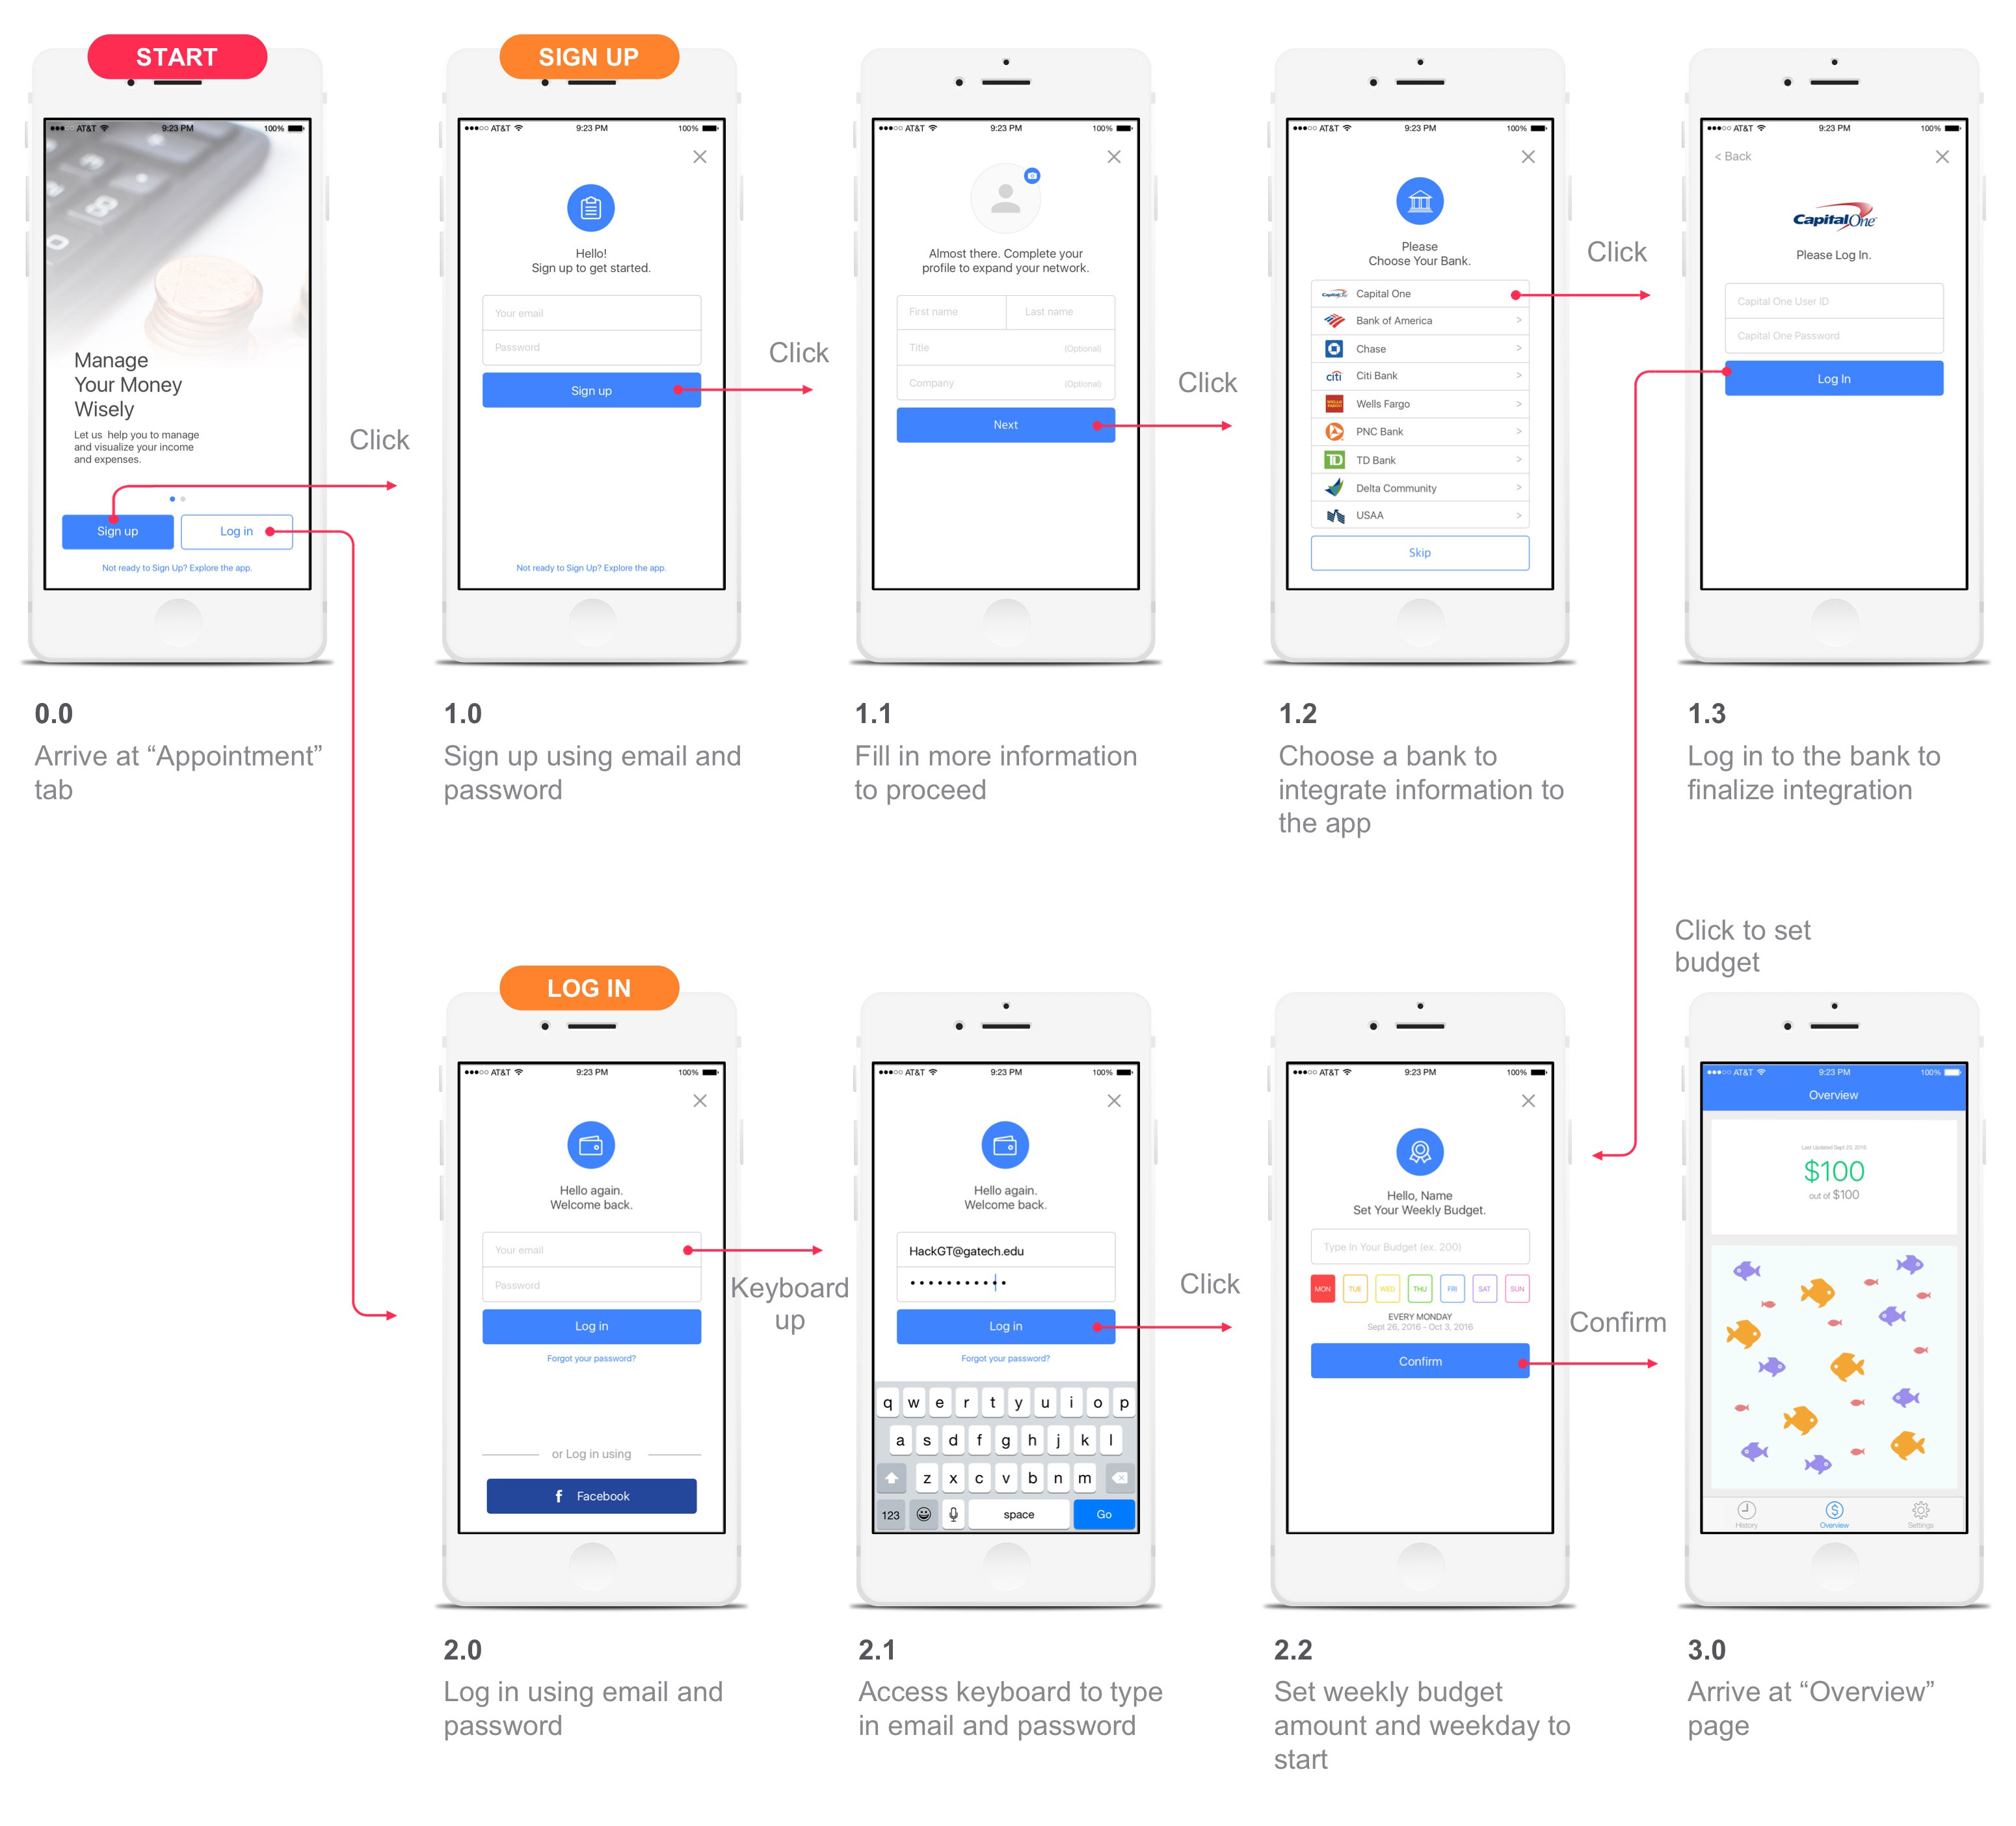 START
AT&T 9:23 PM 100%
Manage
Your Money
Wisely
Let us help you to manage
and visualize your income
and expenses.
Sign up
Log in
Not ready to Sign Up? Explore the app.
Click
0.0
Arrive at “Appointment”
tab
SIGN UP
AT&T 9:23 PM 100%
Hello!
Sign up to get started.
Your email
Password
Sign up
Not ready to Sign Up? Explore the app.
Click
1.0
Sign up using email and
password
AT&T 9:23 PM 100%
Almost there. Complete your
profile to expand your network.
First name Last name
Title (Optional)
Company (Optional)
Next
Click
1.1
Fill in more information
to proceed
AT&T 9:23 PM 100%
Please
Choose Your Bank.
CapitalOne Capital One
Bank of America >
Chase >
citi Citi Bank >
WELLS FARGO Wells Fargo >
PNC Bank >
TD TD Bank >
Delta Community >
USAA >
Skip
Click
1.2
Choose a bank to
integrate information to
the app
AT&T 9:23 PM 100%
< Back
CapitalOne
Please Log In.
Capital One User ID
Capital One Password
Log In
1.3
Log in to the bank to
finalize integration
Click to set
budget
LOG IN
AT&T 9:23 PM 100%
Hello again.
Welcome back.
Your email
Password
Log in
Forgot your password?
or Log in using
f Facebook
Keyboard
up
2.0
Log in using email and
password
AT&T 9:23 PM 100%
Hello again.
Welcome back.
HackGT@gatech.edu
Log in
Forgot your password?
q w e r t y u i o p
a s d f g h j k l
z x c v b n m
123 space Go
Click
2.1
Access keyboard to type
in email and password
AT&T 9:23 PM 100%
Hello, Name
Set Your Weekly Budget.
Type In Your Budget (ex. 200)
MON TUE WED THU FRI SAT SUN
EVERY MONDAY
Sept 26, 2016 - Oct 3, 2016
Confirm
Confirm
2.2
Set weekly budget
amount and weekday to
start
AT&T 9:23 PM 100%
Overview
Last Updated Sept 25, 2016
$100
out of $100
History Overview Settings
3.0
Arrive at “Overview”
page